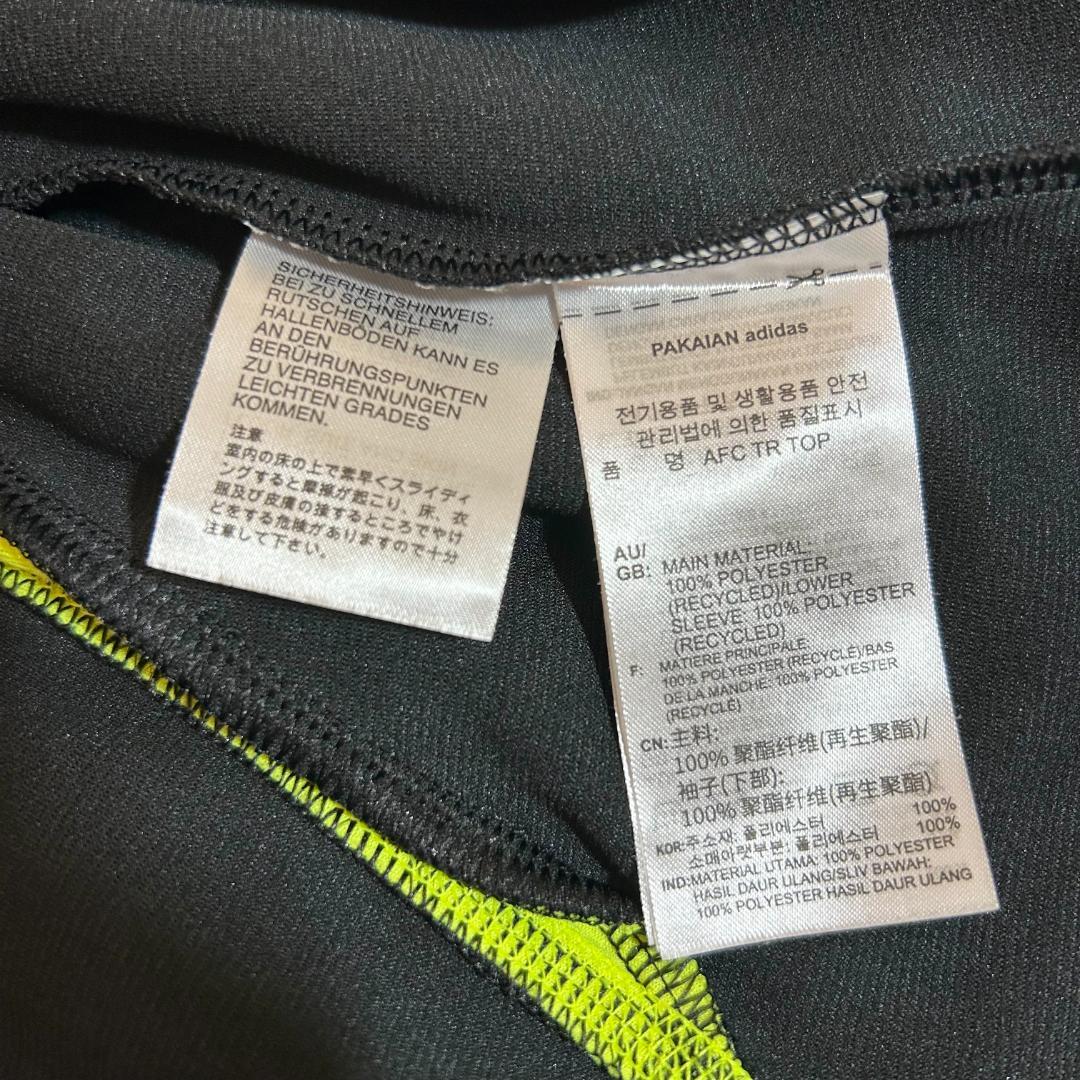 SICHERHEITSHINWEIS:
BEI ZU SCHNELLEM
RUTSCHEN AUF
HALLENBÖDEN KANN ES
AN DEN
BERÜHRUNGSPUNKTEN
ZU VERBRENNUNGEN
LEICHTEN GRADES
KOMMEN.
注意
室内の床の上で素早くスライディ
ングすると摩擦が起こり、床、衣
服及び皮膚の接するところでやけ
どをする危険がありますので十分
注意して下さい。
PAKAIAN adidas
전기용품 및 생활용품 안전
관리법에 의한 품질표시
품 명 AFC TR TOP
AU/
GB: MAIN MATERIAL:
100% POLYESTER
(RECYCLED)/LOWER
SLEEVE: 100% POLYESTER
(RECYCLED)
F: MATIERE PRINCIPALE:
100% POLYESTER (RECYCLÉ)/BAS
DE LA MANCHE: 100% POLYESTER
(RECYCLÉ)
CN: 主料:
100% 聚酯纤维(再生聚酯)/
袖子(下部):
100% 聚酯纤维(再生聚酯)
KOR: 주소재: 폴리에스터 100%
소매아랫부분: 폴리에스터 100%
IND: MATERIAL UTAMA: 100% POLYESTER
HASIL DAUR ULANG/SLIV BAWAH:
100% POLYESTER HASIL DAUR ULANG